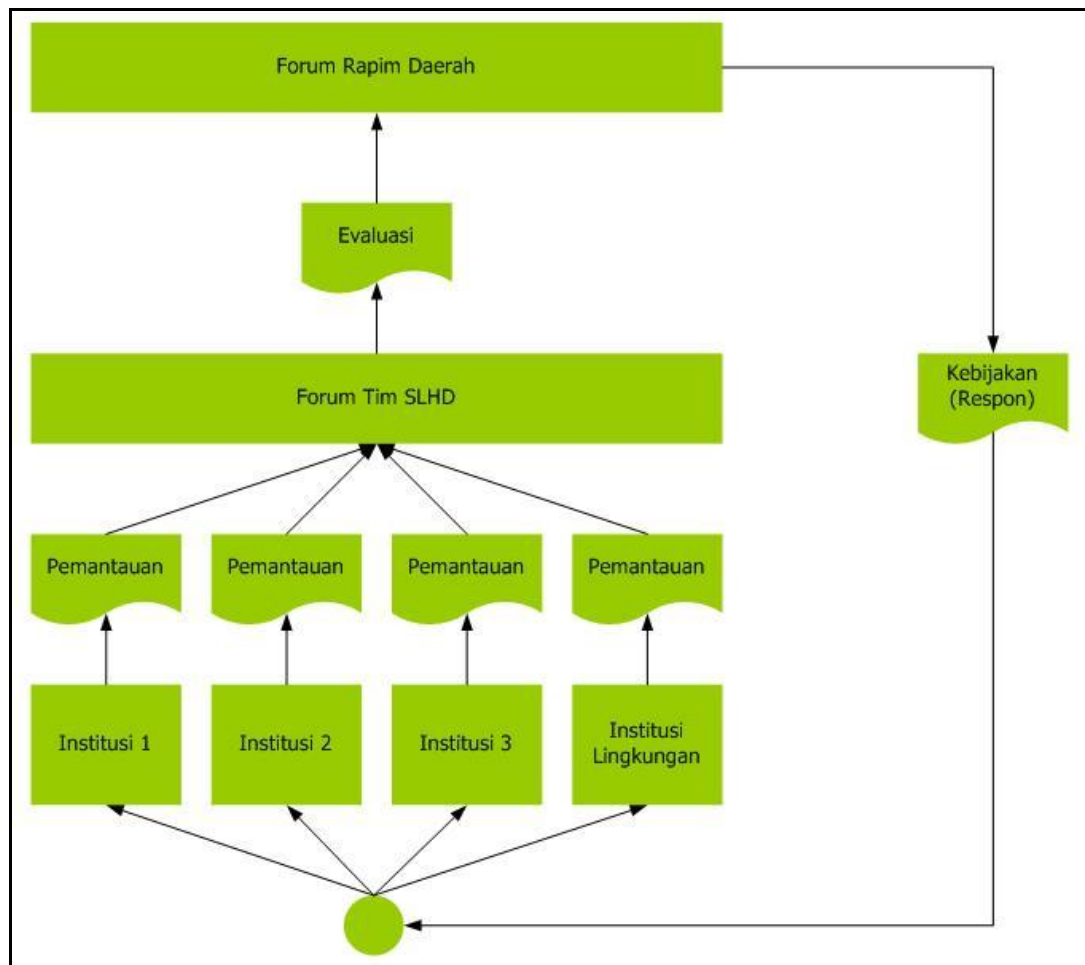 Forum Rapim Daerah
Evaluasi
Forum Tim SLHD
Kebijakan
(Respon)
Pemantauan
Pemantauan
Pemantauan
Pemantauan
Institusi 1
Institusi 2
Institusi 3
Institusi
Lingkungan